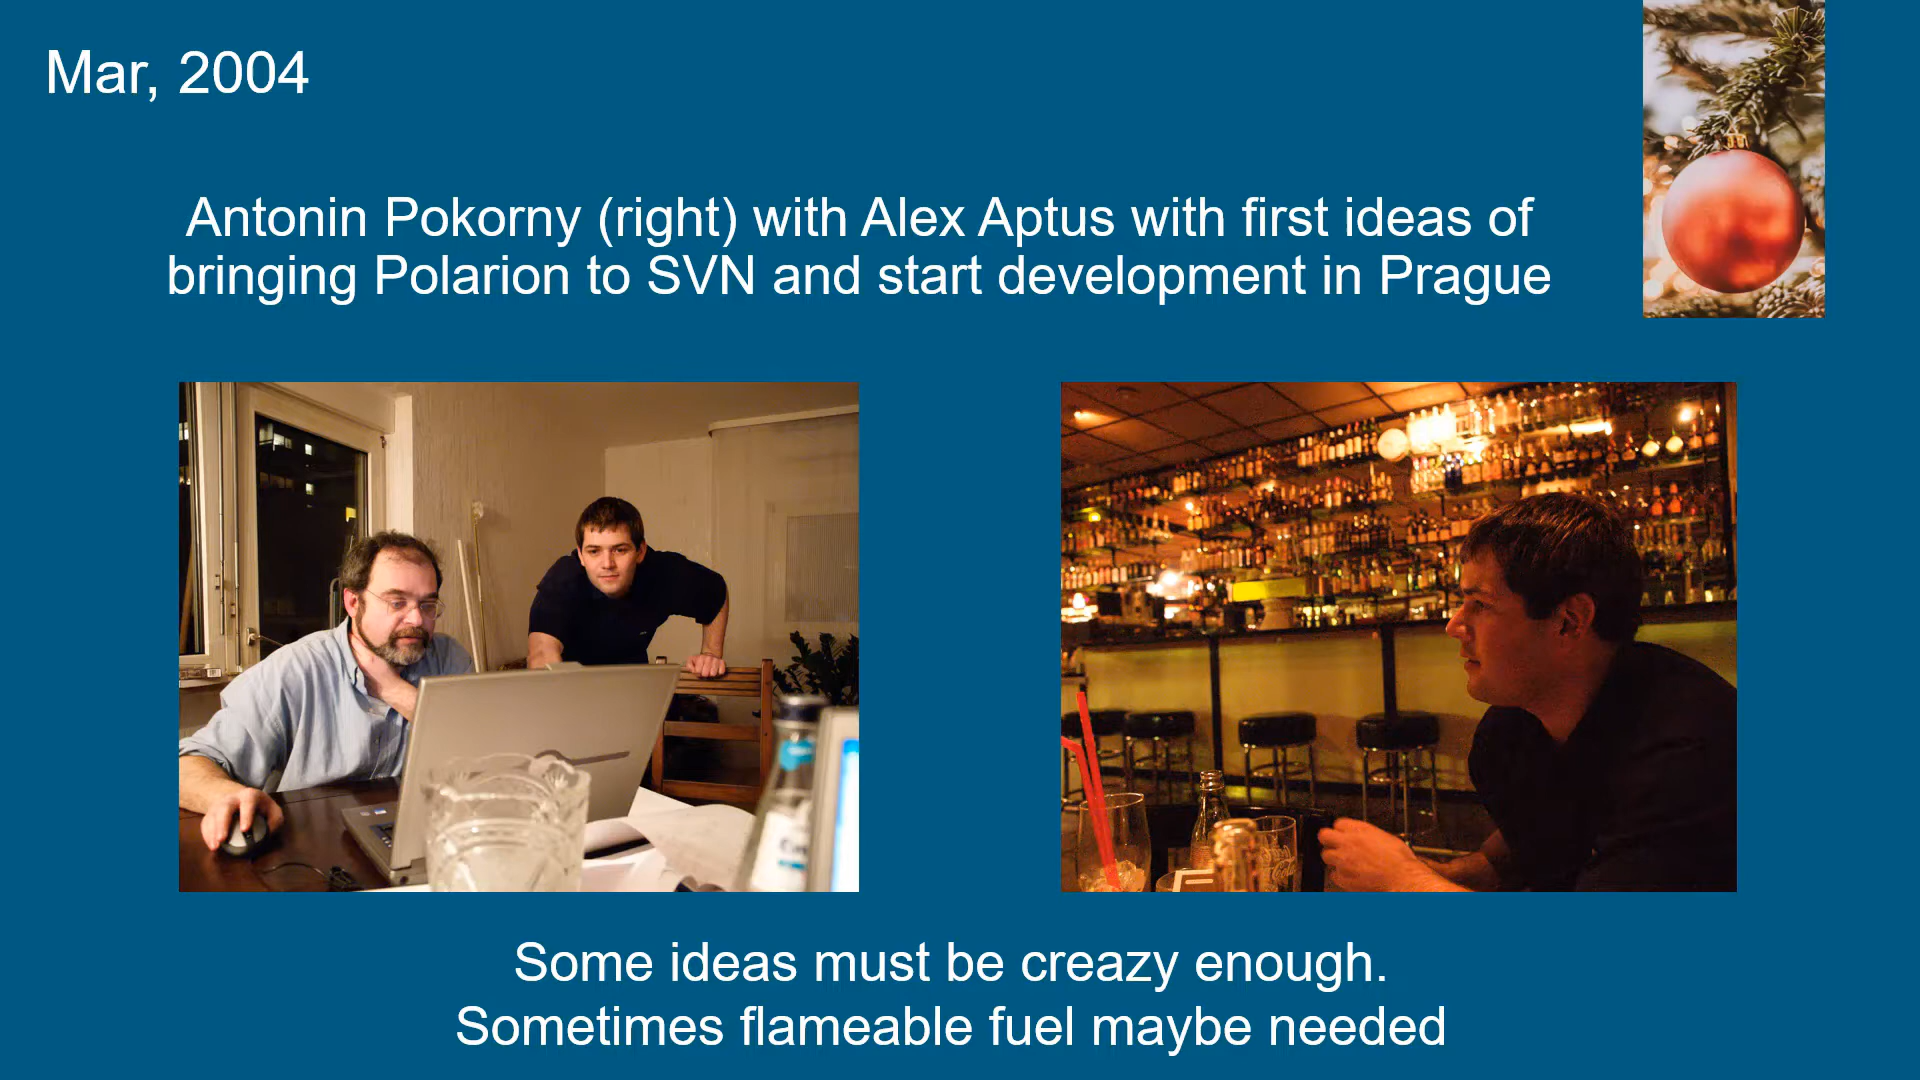 Mar, 2004
Antonin Pokorny (right) with Alex Aptus with first ideas of
bringing Polarion to SVN and start development in Prague
Some ideas must be creazy enough.
Sometimes flameable fuel maybe needed